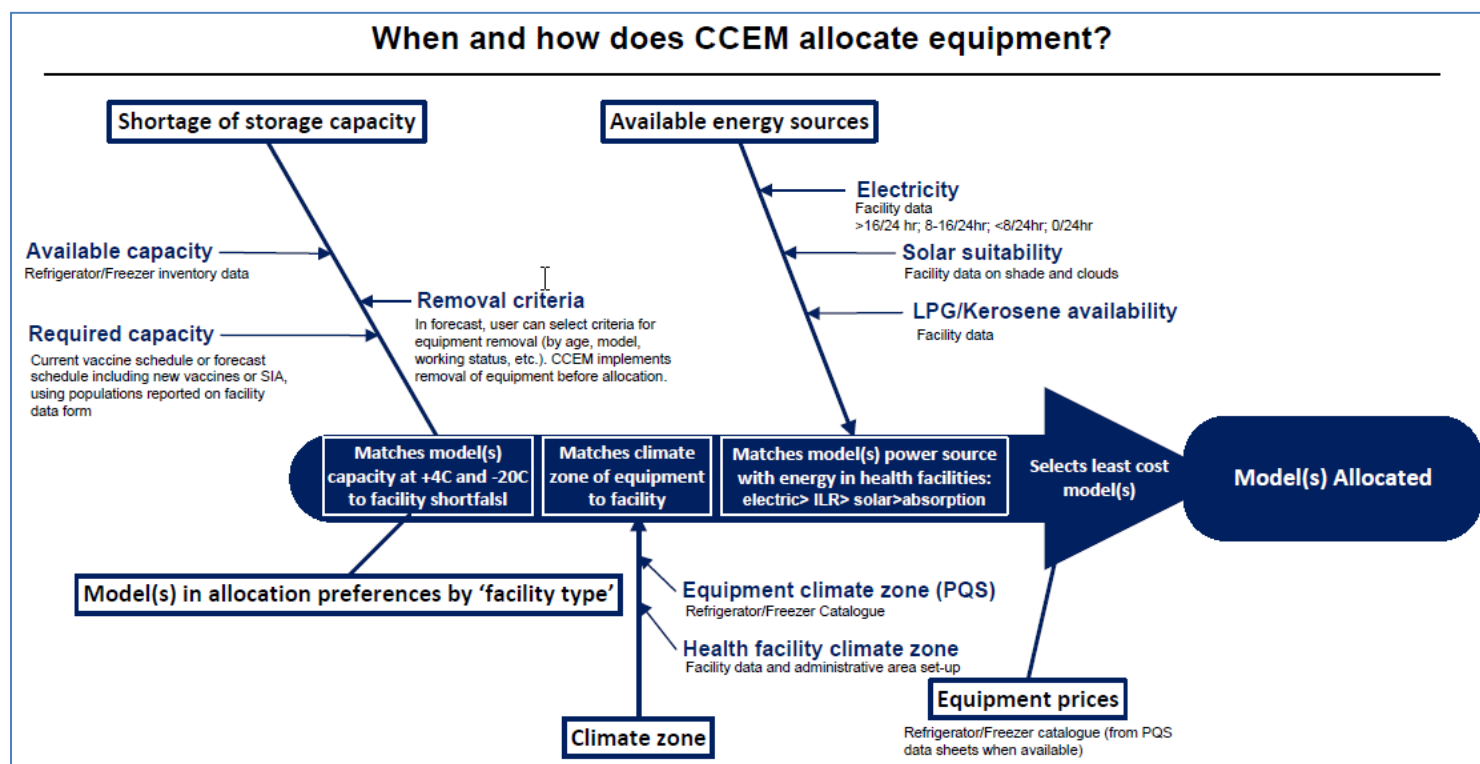 When and how does CCEM allocate equipment?
Shortage of storage capacity
Available energy sources
Electricity
Facility data
>16/24 hr; 8-16/24hr; <8/24hr; 0/24hr
Available capacity
Refrigerator/Freezer inventory data
Solar suitability
Facility data on shade and clouds
Removal criteria
In forecast, user can select criteria for
equipment removal (by age, model,
working status, etc.). CCEM implements
removal of equipment before allocation.
LPG/Kerosene availability
Facility data
Required capacity
Current vaccine schedule or forecast
schedule including new vaccines or SIA,
using populations reported on facility
data form
Matches model(s)
capacity at +4C and -20C
to facility shortfalsl
Matches climate
zone of equipment
to facility
Matches model(s) power source
with energy in health facilities:
electric> ILR> solar>absorption
Selects least cost
model(s)
Model(s) Allocated
Model(s) in allocation preferences by ‘facility type’
Equipment climate zone (PQS)
Refrigerator/Freezer Catalogue
Health facility climate zone
Facility data and administrative area set-up
Climate zone
Equipment prices
Refrigerator/Freezer catalogue (from PQS
data sheets when available)